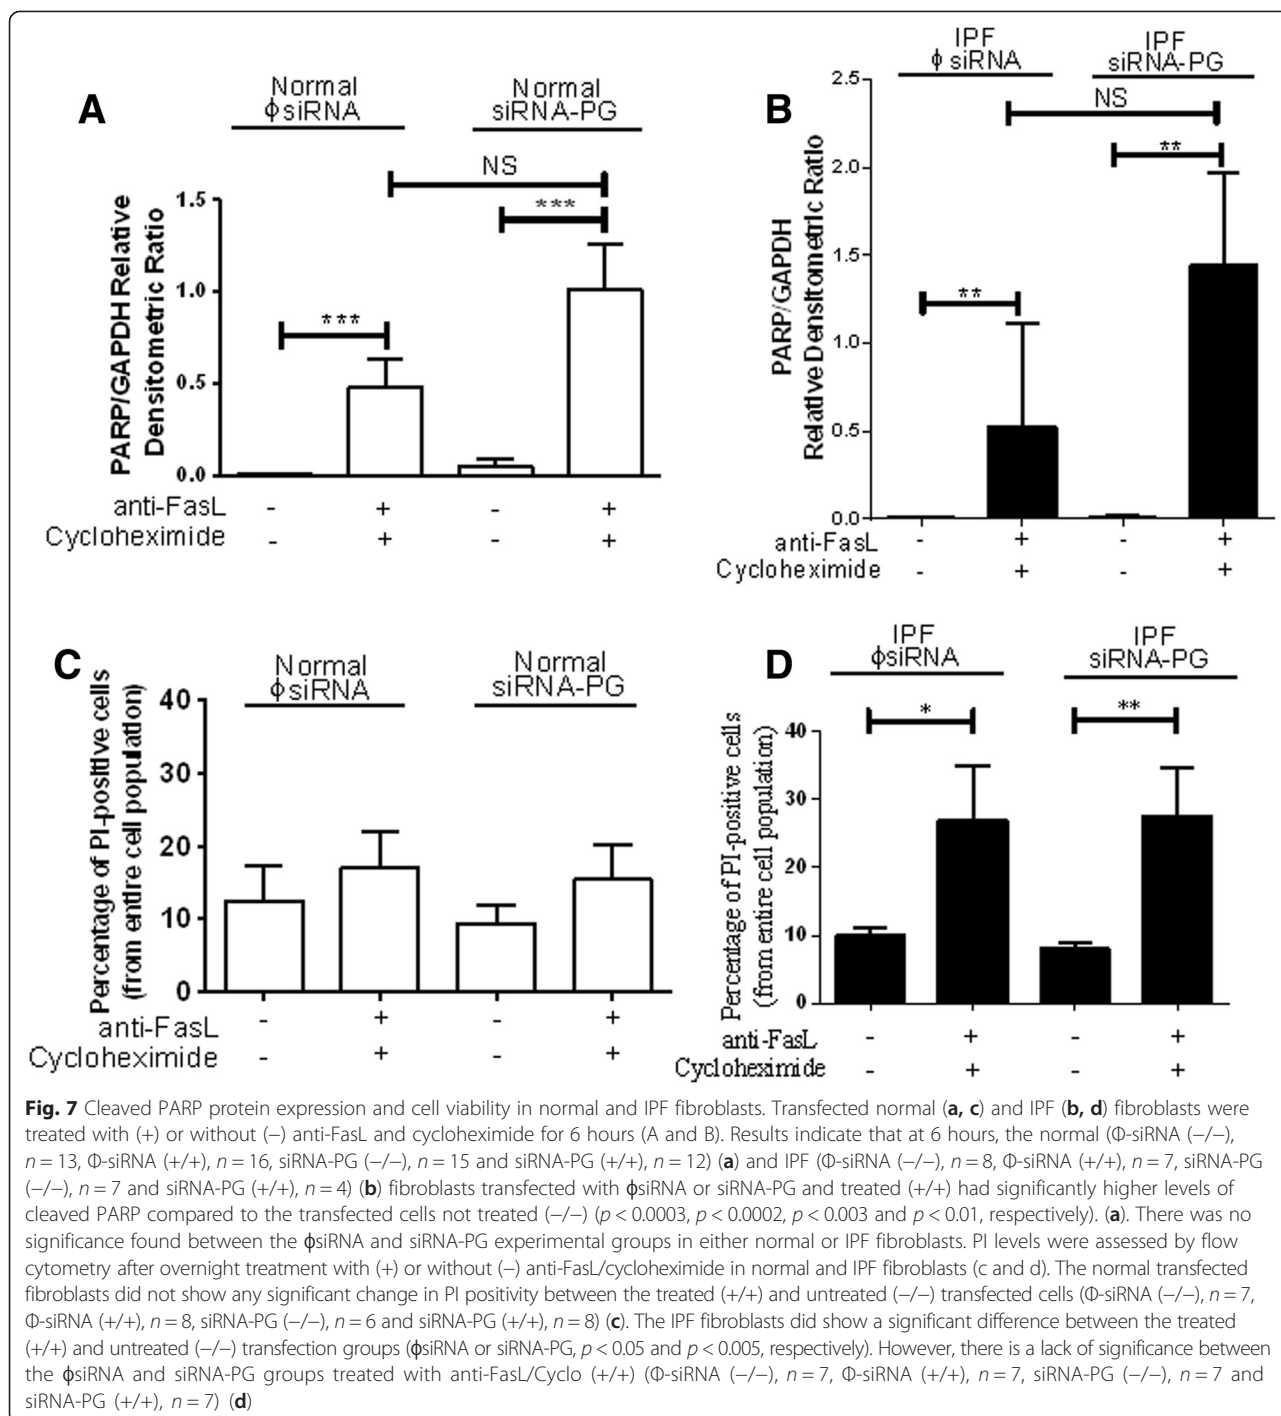 A
Normal
ϕsiRNA
Normal
siRNA-PG
NS
***
***
PARP/GAPDH Relative
Densitometric Ratio
1.5
1.0
0.5
0.0
anti-FasL - + - +
Cycloheximide - + - +
B
IPF
ϕ siRNA
IPF
siRNA-PG
NS
**
**
PARP/GAPDH
Relative Densitometric Ratio
2.5
2.0
1.5
1.0
0.5
0.0
anti-FasL - + - +
Cycloheximide - + - +
C
Normal
ϕsiRNA
Normal
siRNA-PG
Percentage of PI-positive cells
(from entire cell population)
40
30
20
10
0
anti-FasL - + - +
Cycloheximide - + - +
D
IPF
ϕsiRNA
IPF
siRNA-PG
*
**
Percentage of PI-positive cells
(from entire cell population)
40
30
20
10
0
anti-FasL - + - +
Cycloheximide - + - +
Fig. 7 Cleaved PARP protein expression and cell viability in normal and IPF fibroblasts. Transfected normal (a, c) and IPF (b, d) fibroblasts were
treated with (+) or without (−) anti-FasL and cycloheximide for 6 hours (A and B). Results indicate that at 6 hours, the normal (Φ-siRNA (−/−),
n = 13, Φ-siRNA (+/+), n = 16, siRNA-PG (−/−), n = 15 and siRNA-PG (+/+), n = 12) (a) and IPF (Φ-siRNA (−/−), n = 8, Φ-siRNA (+/+), n = 7, siRNA-PG
(−/−), n = 7 and siRNA-PG (+/+), n = 4) (b) fibroblasts transfected with ϕsiRNA or siRNA-PG and treated (+/+) had significantly higher levels of
cleaved PARP compared to the transfected cells not treated (−/−) (p < 0.0003, p < 0.0002, p < 0.003 and p < 0.01, respectively). (a). There was no
significance found between the ϕsiRNA and siRNA-PG experimental groups in either normal or IPF fibroblasts. PI levels were assessed by flow
cytometry after overnight treatment with (+) or without (−) anti-FasL/cycloheximide in normal and IPF fibroblasts (c and d). The normal transfected
fibroblasts did not show any significant change in PI positivity between the treated (+/+) and untreated (−/−) transfected cells (Φ-siRNA (−/−), n = 7,
Φ-siRNA (+/+), n = 8, siRNA-PG (−/−), n = 6 and siRNA-PG (+/+), n = 8) (c). The IPF fibroblasts did show a significant difference between the treated
(+/+) and untreated (−/−) transfection groups (ϕsiRNA or siRNA-PG, p < 0.05 and p < 0.005, respectively). However, there is a lack of significance between
the ϕsiRNA and siRNA-PG groups treated with anti-FasL/Cyclo (+/+) (Φ-siRNA (−/−), n = 7, Φ-siRNA (+/+), n = 7, siRNA-PG (−/−), n = 7 and
siRNA-PG (+/+), n = 7) (d)